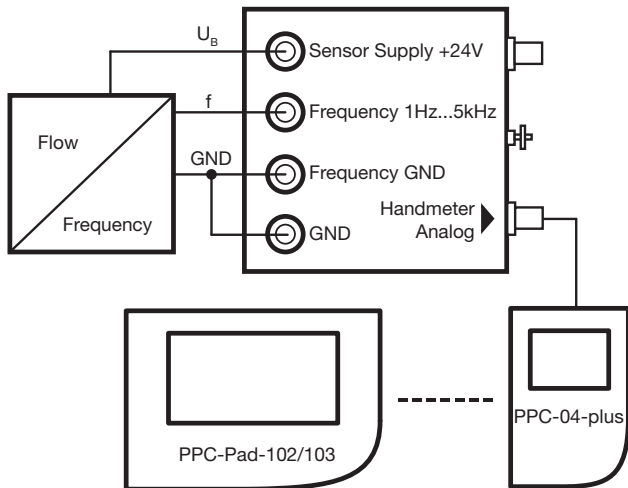 U_B
Sensor Supply +24V
f
Frequency 1Hz...5kHz
Flow
GND
Frequency GND
Handmeter
Analog
Frequency
GND
PPC-04-plus
PPC-Pad-102/103